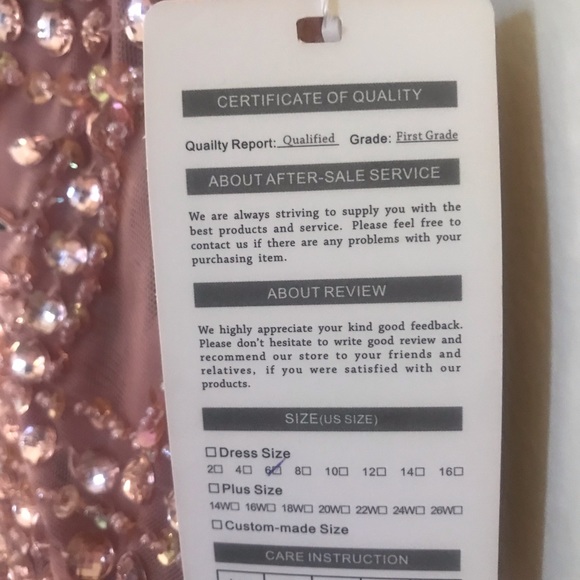 CERTIFICATE OF QUALITY
Quailty Report: Qualified Grade: First Grade
ABOUT AFTER-SALE SERVICE
We are always striving to supply you with the
best products and service. Please feel free to
contact us if there are any problems with your
purchasing item.
ABOUT REVIEW
We highly appreciate your kind good feedback.
Please don't hesitate to write good review and
recommend our store to your friends and
relatives, if you were satisfied with our
products.
SIZE(US SIZE)
☐Dress Size
2☐ 4☐ 6☑ 8☐ 10☐ 12☐ 14☐ 16☐
☐Plus Size
14W☐ 16W☐ 18W☐ 20W☐ 22W☐ 24W☐ 26W☐
☐Custom-made Size
CARE INSTRUCTION